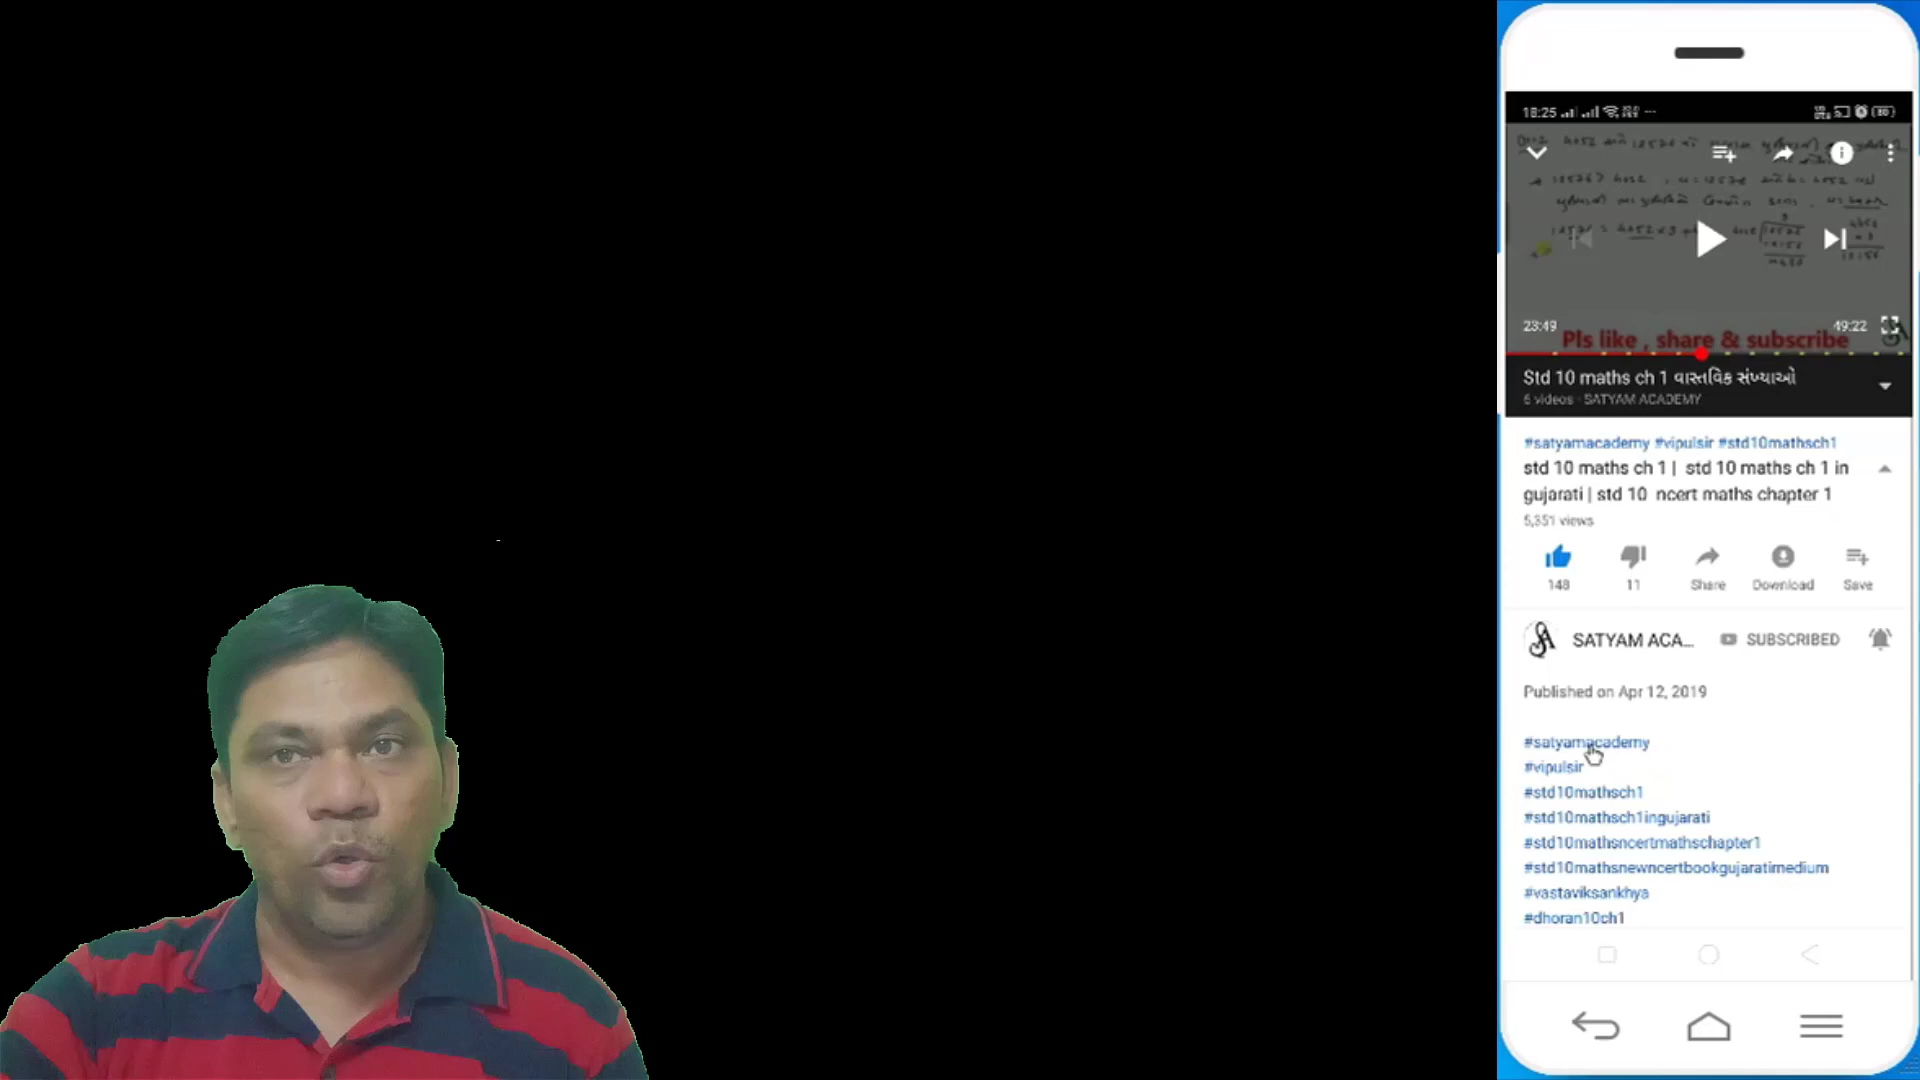 18:25
23:49
49:22
Pls like , share & subscribe
Std 10 maths ch 1 વાસ્તવિક સંખ્યાઓ
6 videos · SATYAM ACADEMY
#satyamacademy #vipulsir #std10mathsch1
std 10 maths ch 1 | std 10 maths ch 1 in
gujarati | std 10 ncert maths chapter 1
5,351 views
148
11
Share
Download
Save
SATYAM ACA...
SUBSCRIBED
Published on Apr 12, 2019
#satyamacademy
#vipulsir
#std10mathsch1
#std10mathsch1ingujarati
#std10mathsncertmathschapter1
#std10mathsnewncertbookgujaratimedium
#vastaviksankhya
#dhoran10ch1